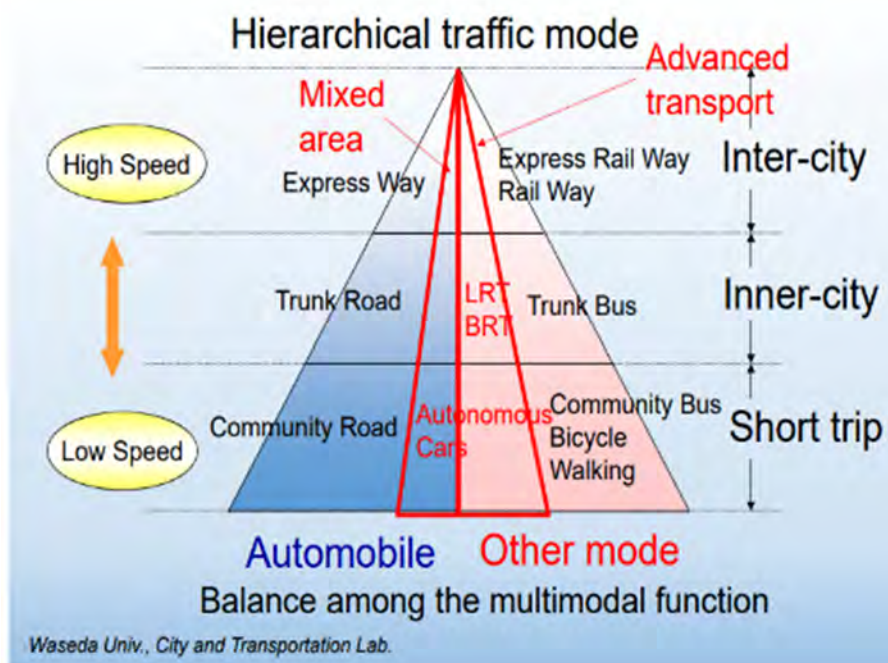 Hierarchical traffic mode
Mixed
area
Advanced
transport
High Speed
Express Way
Express Rail Way
Rail Way
Inter-city
Trunk Road
LRT
BRT
Trunk Bus
Inner-city
Low Speed
Community Road
Autonomous
Cars
Community Bus
Bicycle
Walking
Short trip
Automobile
Other mode
Balance among the multimodal function
Waseda Univ., City and Transportation Lab.